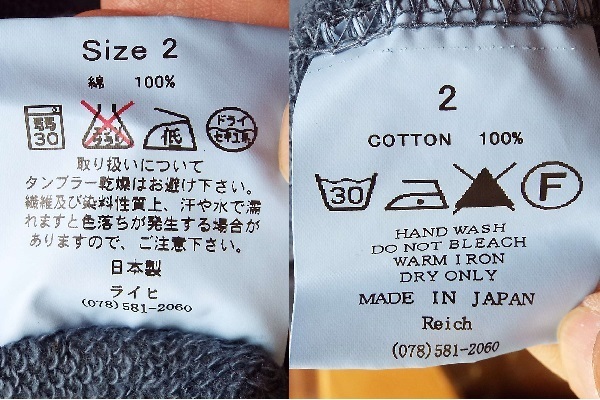 Size 2
綿 100%
30
低
ドライ
セキユ系
取り扱いについて
タンブラー乾燥はお避け下さい。
繊維及び染料性質上、汗や水で濡
れますと色落ちが発生する場合が
ありますので、ご注意下さい。
日本製
ライヒ
(078)581-2060
2
COTTON 100%
30
F
HAND WASH
DO NOT BLEACH
WARM IRON
DRY ONLY
MADE IN JAPAN
Reich
(078)581-2060